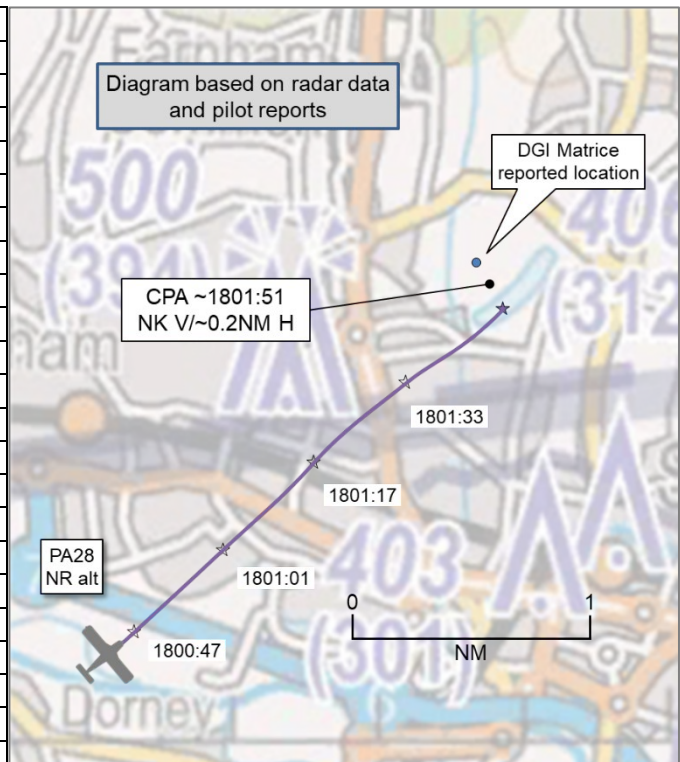 Farnham
Diagram based on radar data
and pilot reports
500
(394)
DGI Matrice
reported location
406
(312
CPA ~1801:51
NK V/~0.2NM H
ham
1801:33
1801:17
PA28
NR alt
1801:01
403
(301)
0
1
NM
1800:47
Dorney